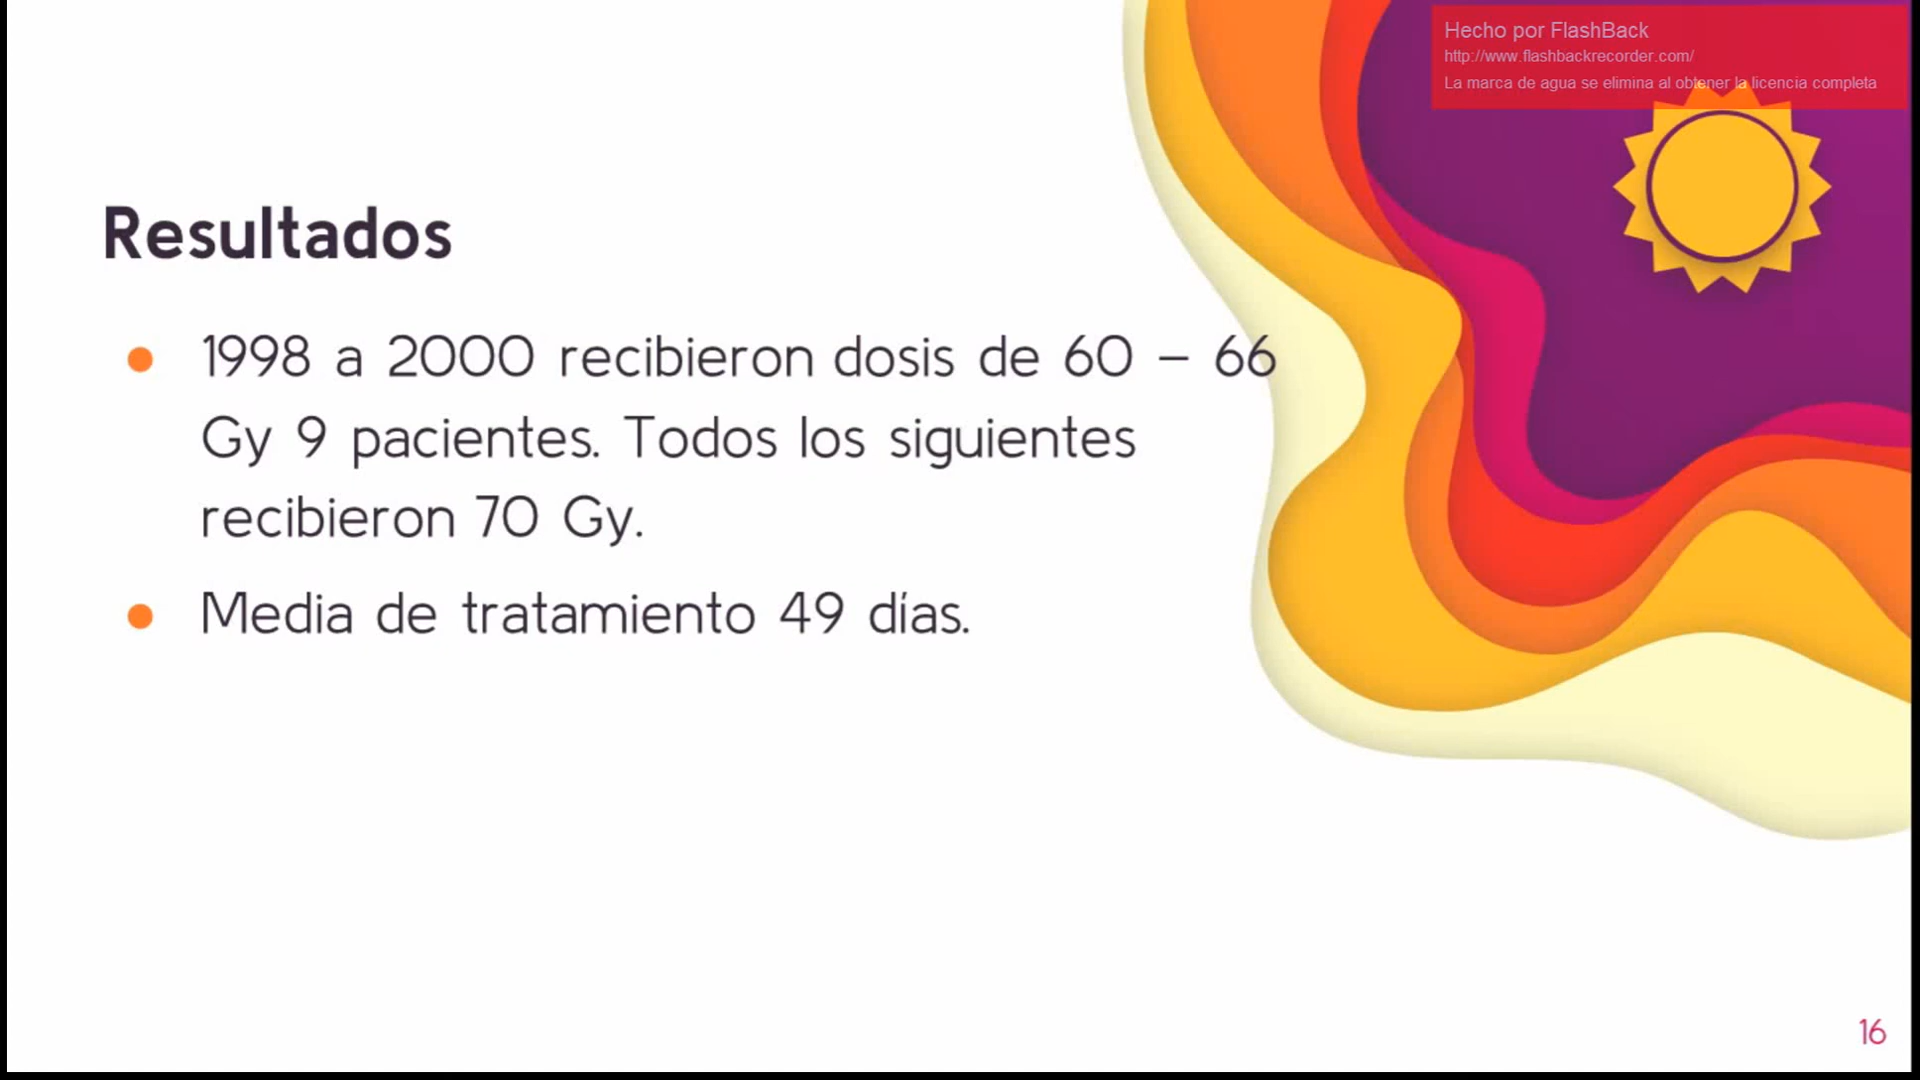 Hecho por FlashBack
http://www.flashbackrecorder.com/
La marca de agua se elimina al obtener la licencia completa
Resultados
1998 a 2000 recibieron dosis de 60 – 66
Gy 9 pacientes. Todos los siguientes
recibieron 70 Gy.
Media de tratamiento 49 días.
16